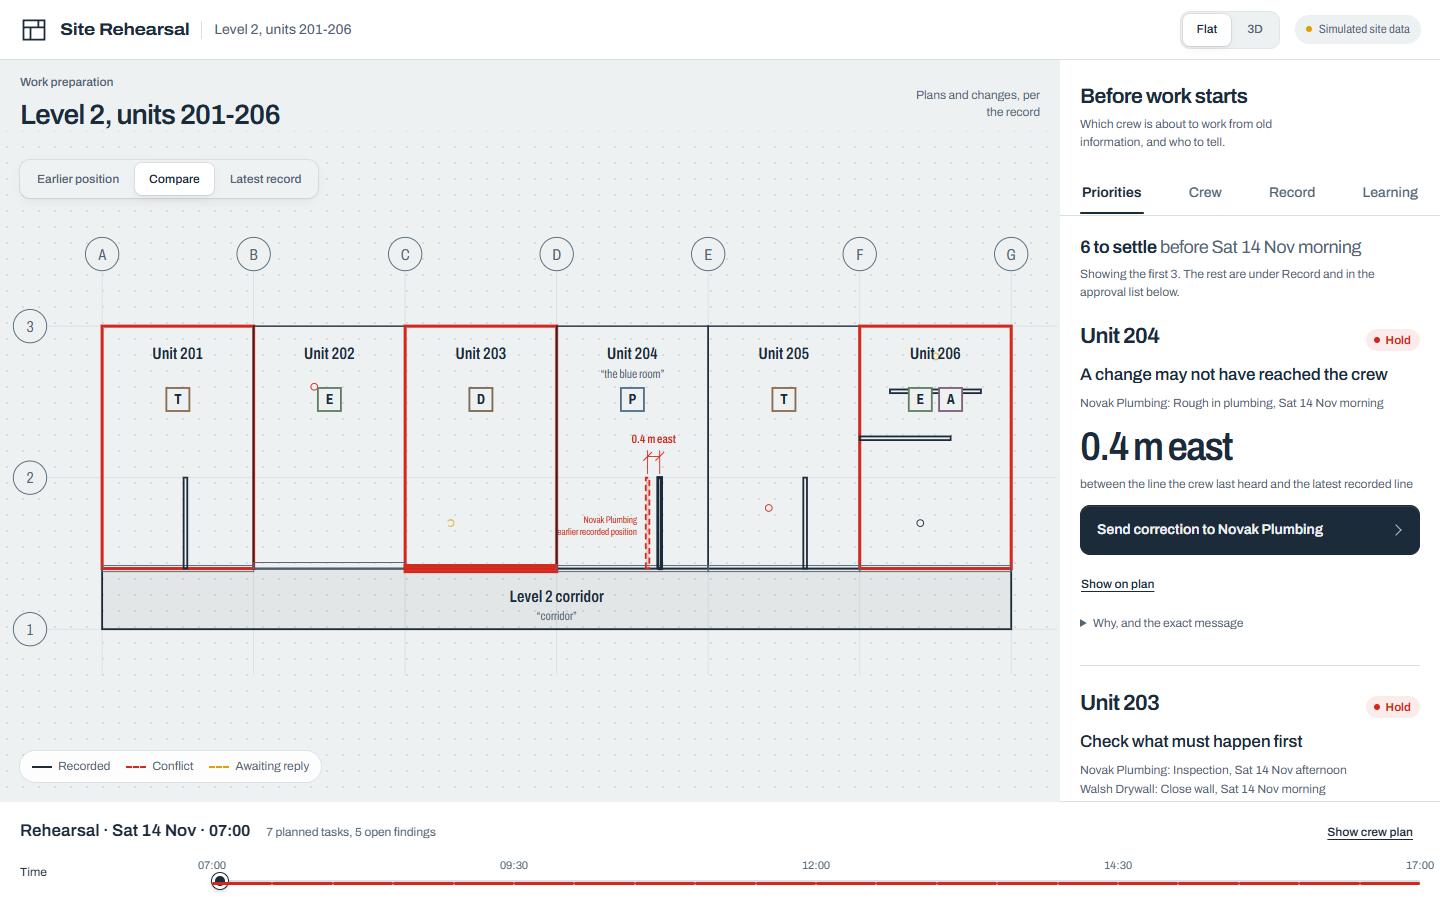 Site Rehearsal
Level 2, units 201-206
Flat
3D
Simulated site data
Work preparation
Level 2, units 201-206
Plans and changes, per
the record
Earlier position
Compare
Latest record
A
B
C
D
E
F
G
3
2
1
Unit 201
Unit 202
Unit 203
Unit 204
Unit 205
Unit 206
“the blue room”
T
E
D
P
T
E
A
0.4 m east
Novak Plumbing
earlier recorded position
Level 2 corridor
“corridor”
Recorded
Conflict
Awaiting reply
Before work starts
Which crew is about to work from old
information, and who to tell.
Priorities
Crew
Record
Learning
6 to settle before Sat 14 Nov morning
Showing the first 3. The rest are under Record and in the
approval list below.
Unit 204
Hold
A change may not have reached the crew
Novak Plumbing: Rough in plumbing, Sat 14 Nov morning
0.4 m east
between the line the crew last heard and the latest recorded line
Send correction to Novak Plumbing
Show on plan
Why, and the exact message
Unit 203
Hold
Check what must happen first
Novak Plumbing: Inspection, Sat 14 Nov afternoon
Walsh Drywall: Close wall, Sat 14 Nov morning
Rehearsal · Sat 14 Nov · 07:00
7 planned tasks, 5 open findings
Show crew plan
Time
07:00
09:30
12:00
14:30
17:00